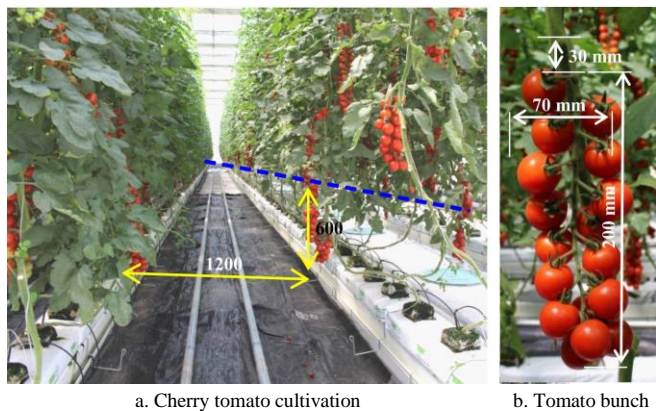 30 mm
70 mm
200 mm
600
1200
a. Cherry tomato cultivation
b. Tomato bunch